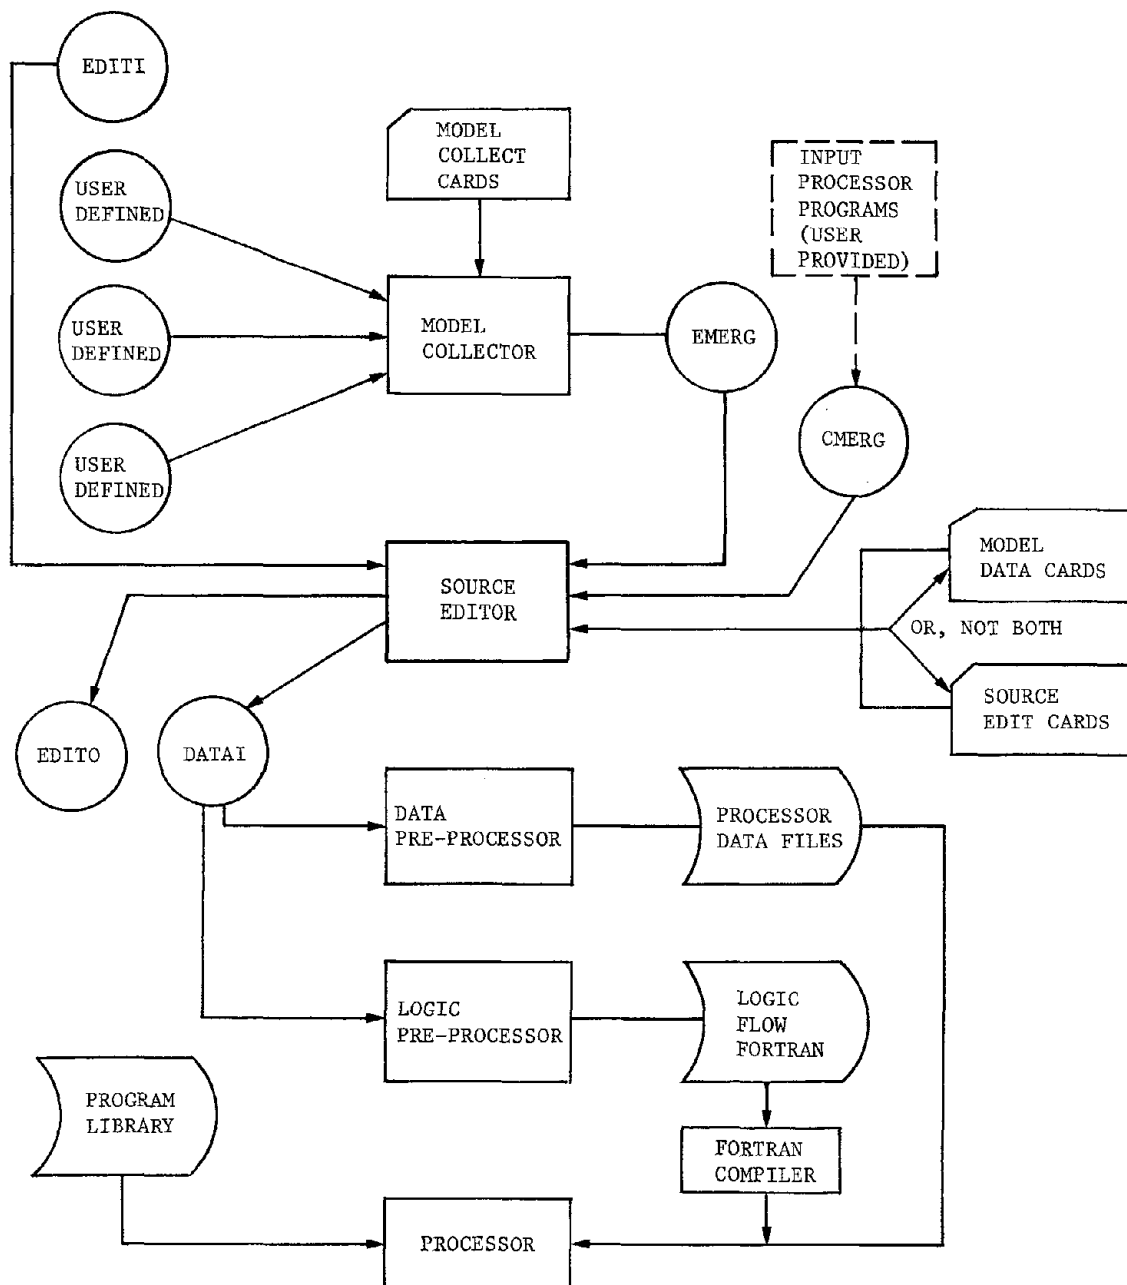 EDITI
MODEL
COLLECT
CARDS
INPUT
PROCESSOR
PROGRAMS
(USER
PROVIDED)
USER
DEFINED
USER
DEFINED
MODEL
COLLECTOR
EMERG
CMERG
USER
DEFINED
MODEL
DATA CARDS
SOURCE
EDITOR
OR, NOT BOTH
SOURCE
EDIT CARDS
EDITO
DATAI
DATA
PRE-PROCESSOR
PROCESSOR
DATA FILES
LOGIC
PRE-PROCESSOR
LOGIC
FLOW
FORTRAN
PROGRAM
LIBRARY
FORTRAN
COMPILER
PROCESSOR